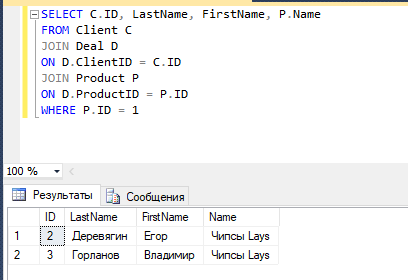 SELECT C.ID, LastName, FirstName, P.Name
FROM Client C
JOIN Deal D
ON D.ClientID = C.ID
JOIN Product P
ON D.ProductID = P.ID
WHERE P.ID = 1
100 %
Результаты Сообщения
ID LastName FirstName Name
1 2 Деревягин Егор Чипсы Lays
2 3 Горланов Владимир Чипсы Lays